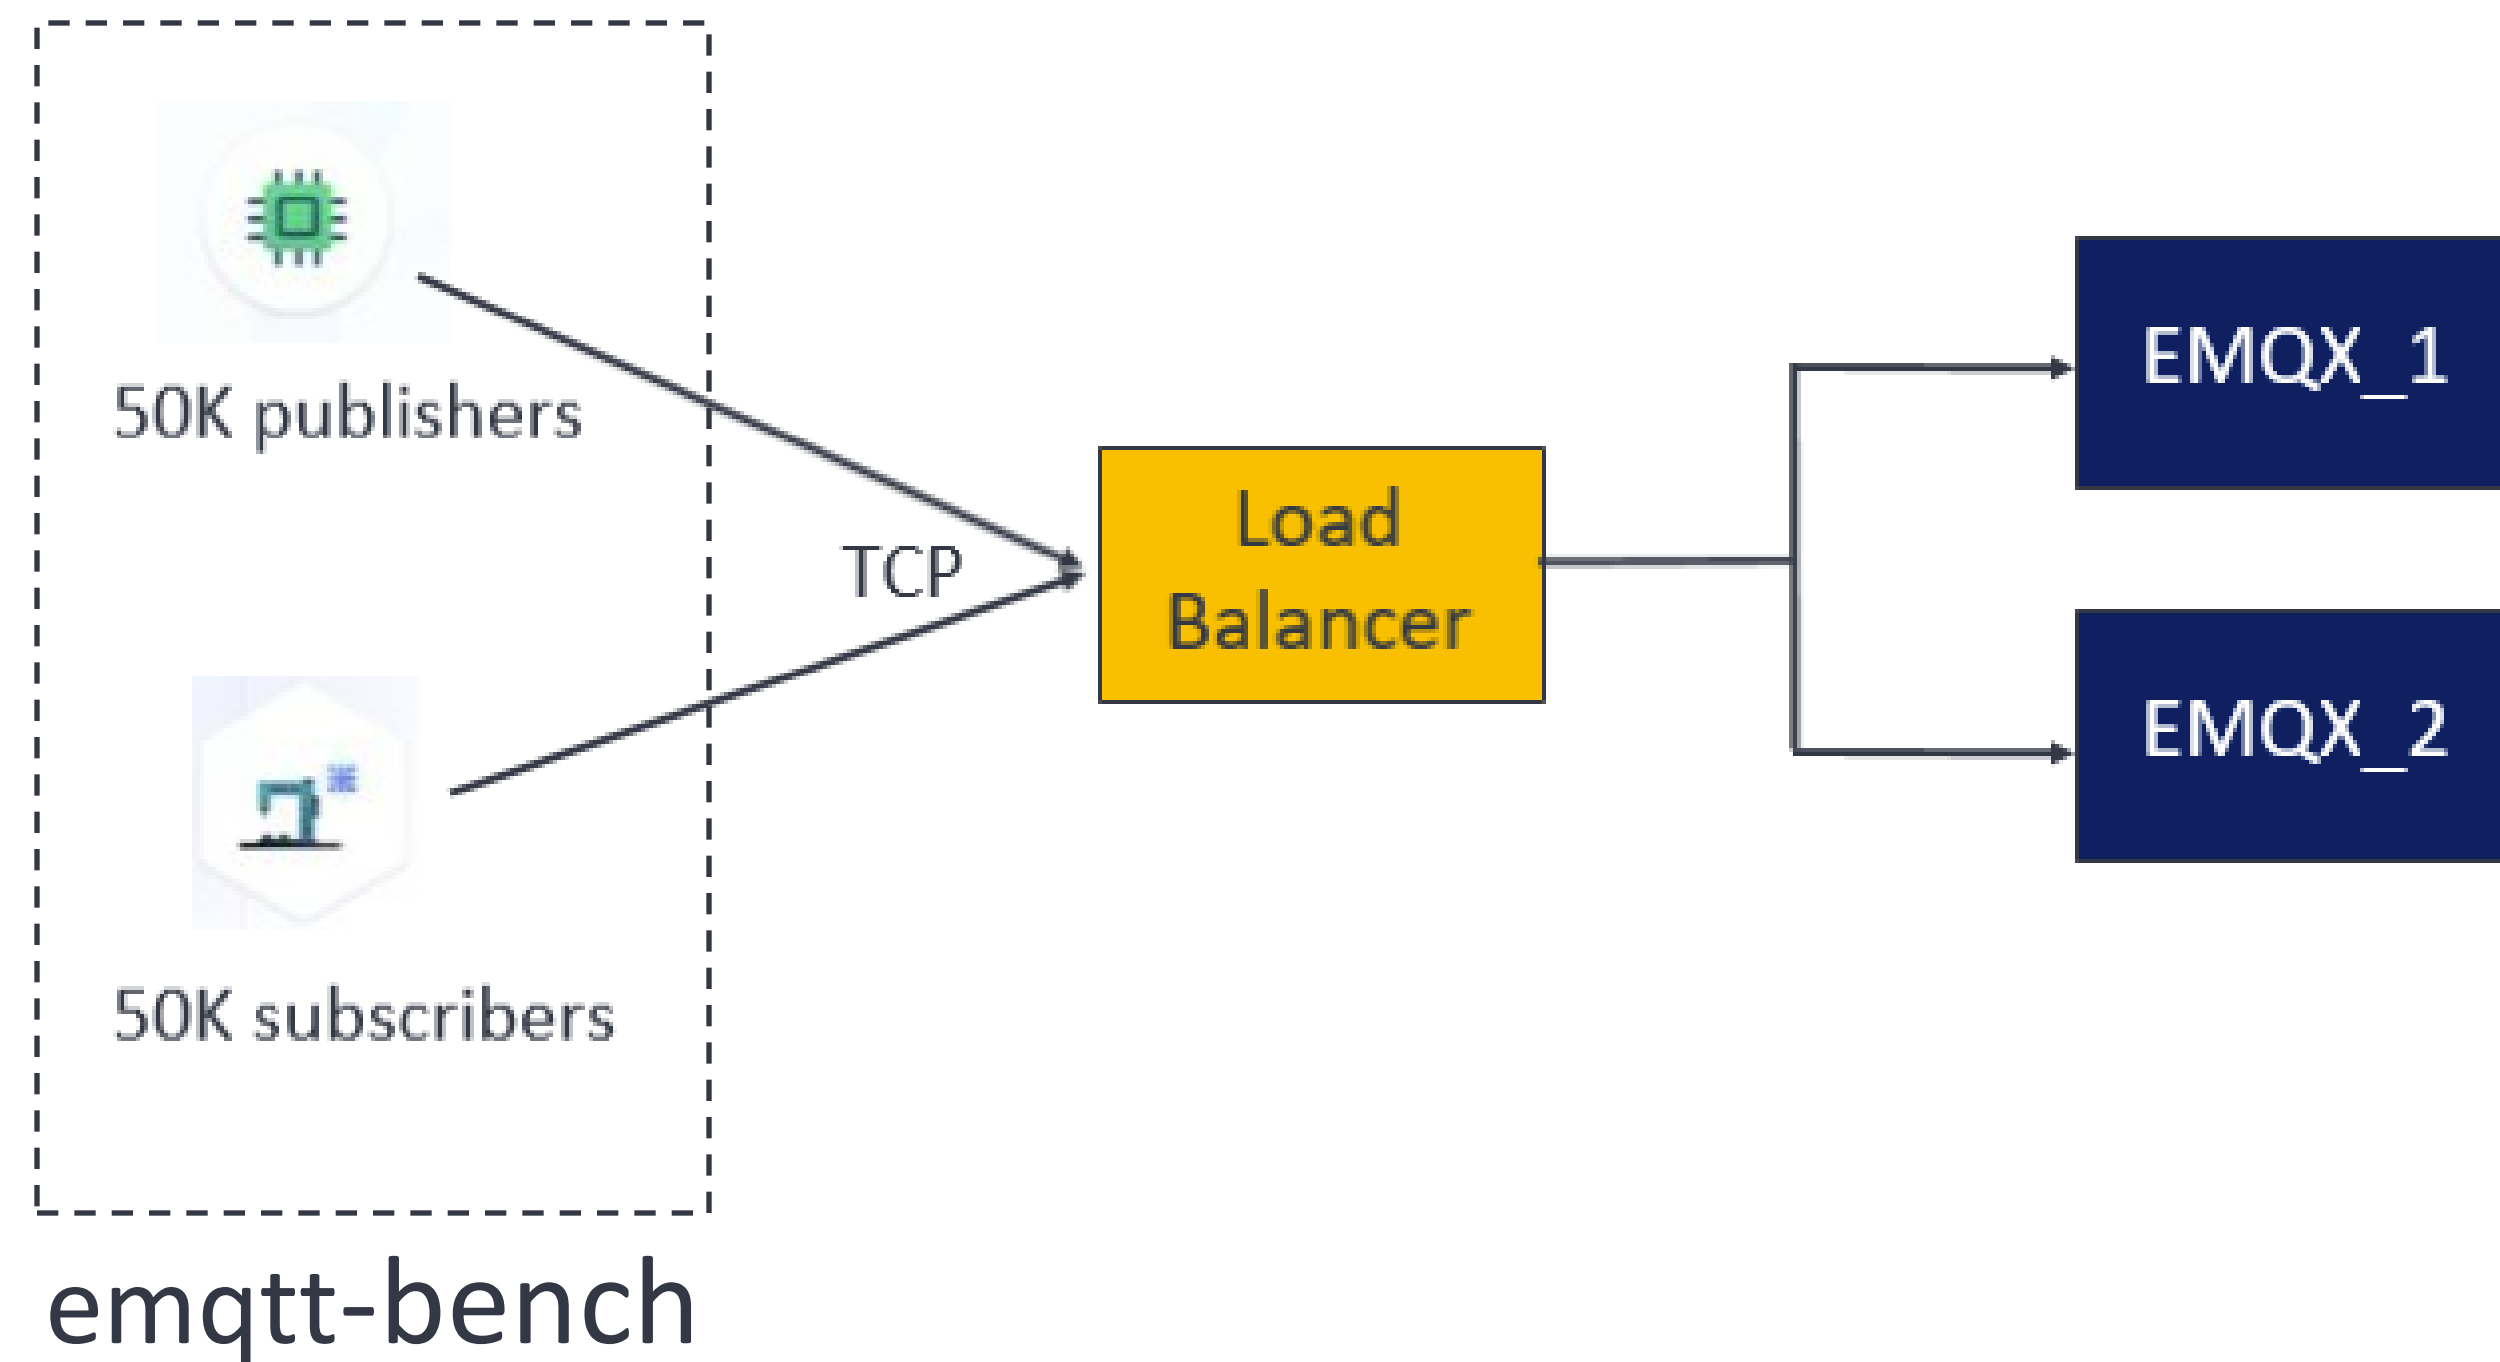 50K publishers
TCP
50K subscribers
emqtt-bench
Load
Balancer
EMQX_1
EMQX_2